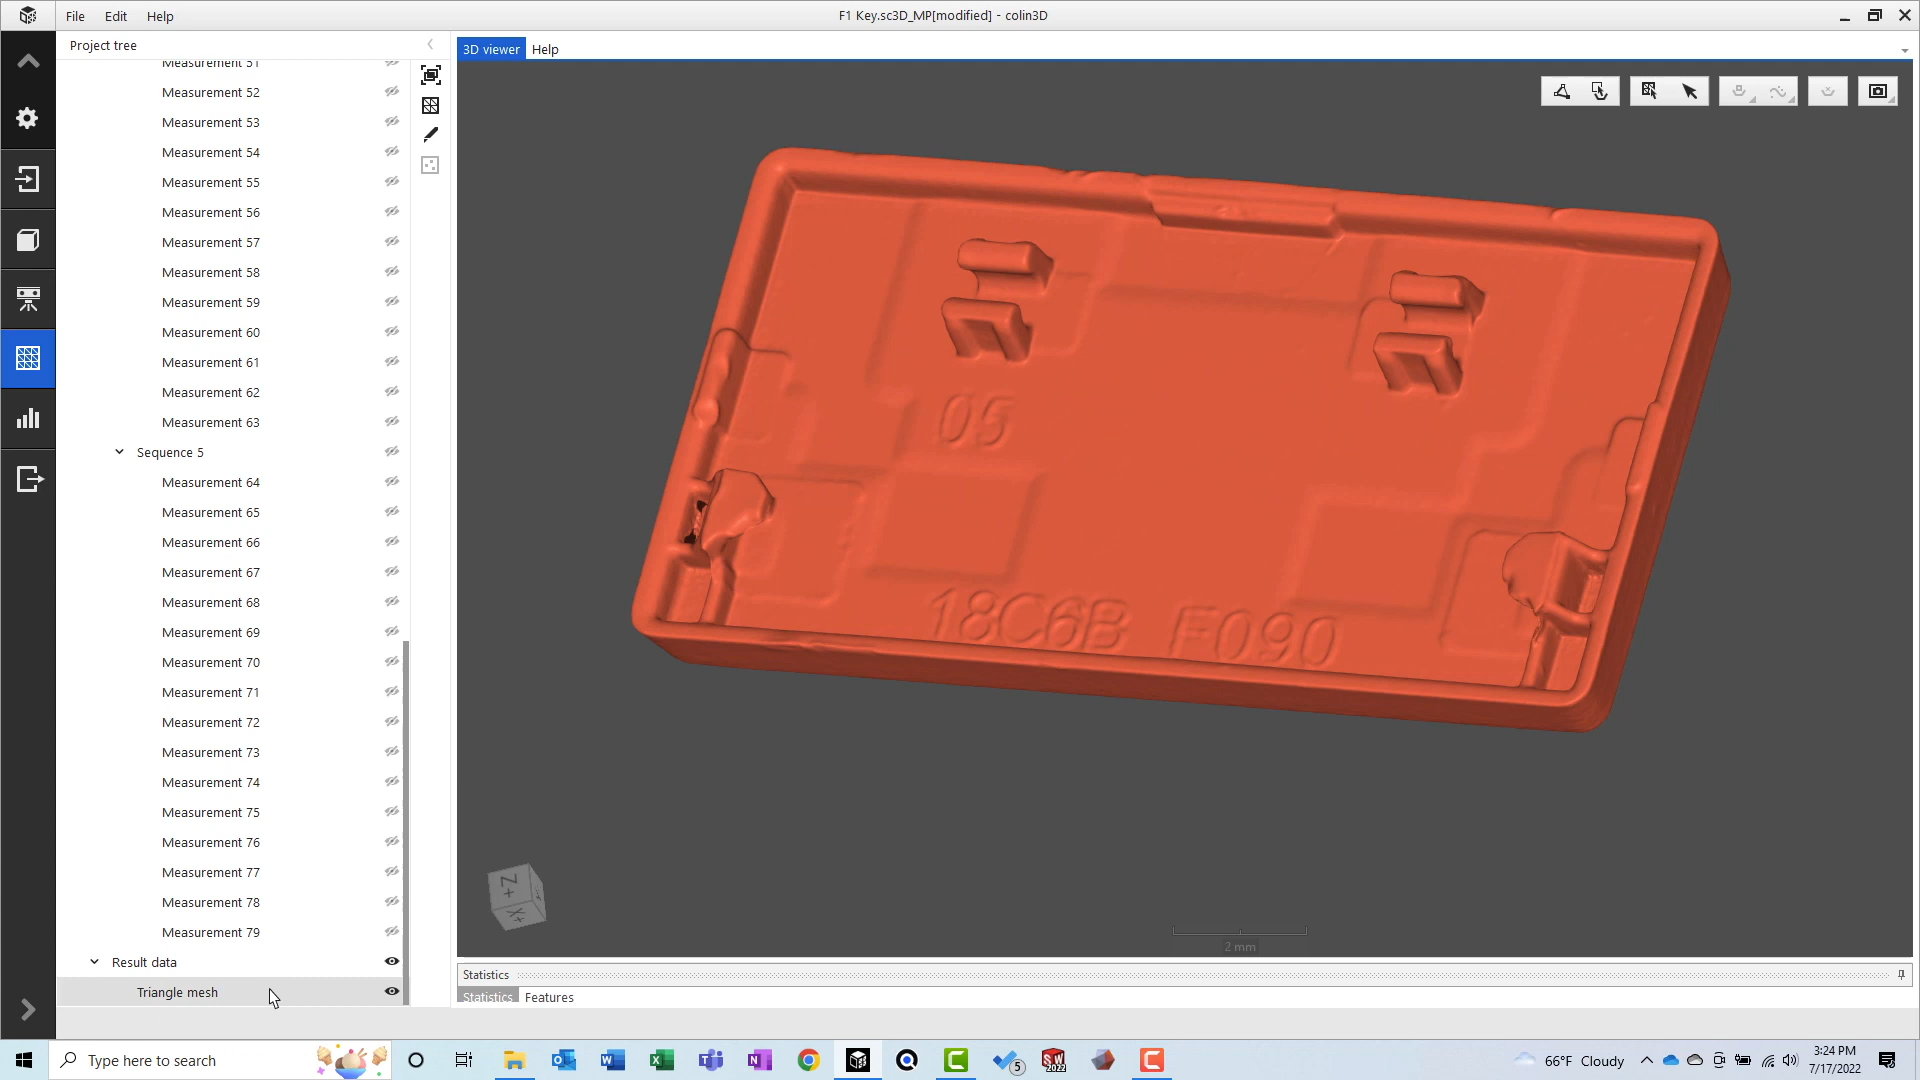 File Edit Help
F1 Key.sc3D_MP[modified] - colin3D
Project tree
3D viewer Help
Measurement 51
Measurement 52
Measurement 53
Measurement 54
Measurement 55
Measurement 56
Measurement 57
Measurement 58
Measurement 59
Measurement 60
Measurement 61
Measurement 62
Measurement 63
Sequence 5
Measurement 64
Measurement 65
Measurement 66
Measurement 67
Measurement 68
Measurement 69
Measurement 70
Measurement 71
Measurement 72
Measurement 73
Measurement 74
Measurement 75
Measurement 76
Measurement 77
Measurement 78
Measurement 79
Result data
Triangle mesh
05
18C6B F090
Z+
X+
2 mm
Statistics
Statistics Features
Type here to search
5
SW
2022
66°F Cloudy
3:24 PM
7/17/2022